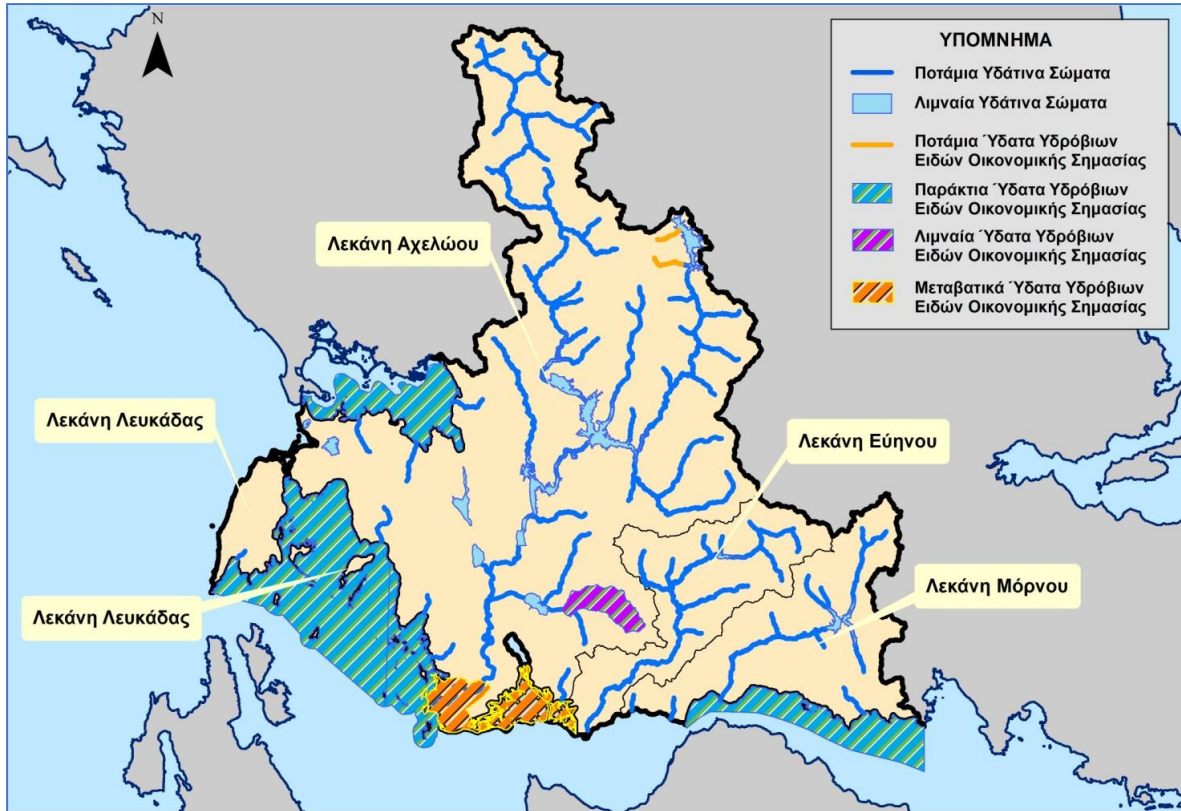 N
ΥΠΟΜΝΗΜΑ
Ποτάμια Υδάτινα Σώματα
Λιμναία Υδάτινα Σώματα
Ποτάμια Ύδατα Υδρόβιων
Ειδών Οικονομικής Σημασίας
Παράκτια Ύδατα Υδρόβιων
Ειδών Οικονομικής Σημασίας
Λιμναία Ύδατα Υδρόβιων
Ειδών Οικονομικής Σημασίας
Μεταβατικά Ύδατα Υδρόβιων
Ειδών Οικονομικής Σημασίας
Λεκάνη Αχελώου
Λεκάνη Λευκάδας
Λεκάνη Εύηνου
Λεκάνη Μόρνου
Λεκάνη Λευκάδας